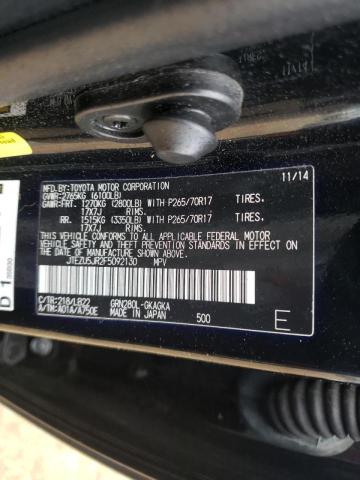 11/14
MFD.BY:TOYOTA MOTOR CORPORATION
GVWR:2765KG (6100LB)
GAWR:FRT. 1270KG (2800LB) WITH P265/70R17 TIRES,
17X7J RIMS.
RR. 1515KG (3350LB) WITH P265/70R17 TIRES,
17X7J RIMS.
THIS VEHICLE CONFORMS TO ALL APPLICABLE FEDERAL MOTOR
VEHICLE SAFETY STANDARDS IN EFFECT ON THE DATE OF
MANUFACTURE SHOWN ABOVE.
JTEZU5JR2F5092130 MPV
C/TR:218/LB22 GRN280L-GKAGKA
A/TM:A01A/A750E MADE IN JAPAN 500
E